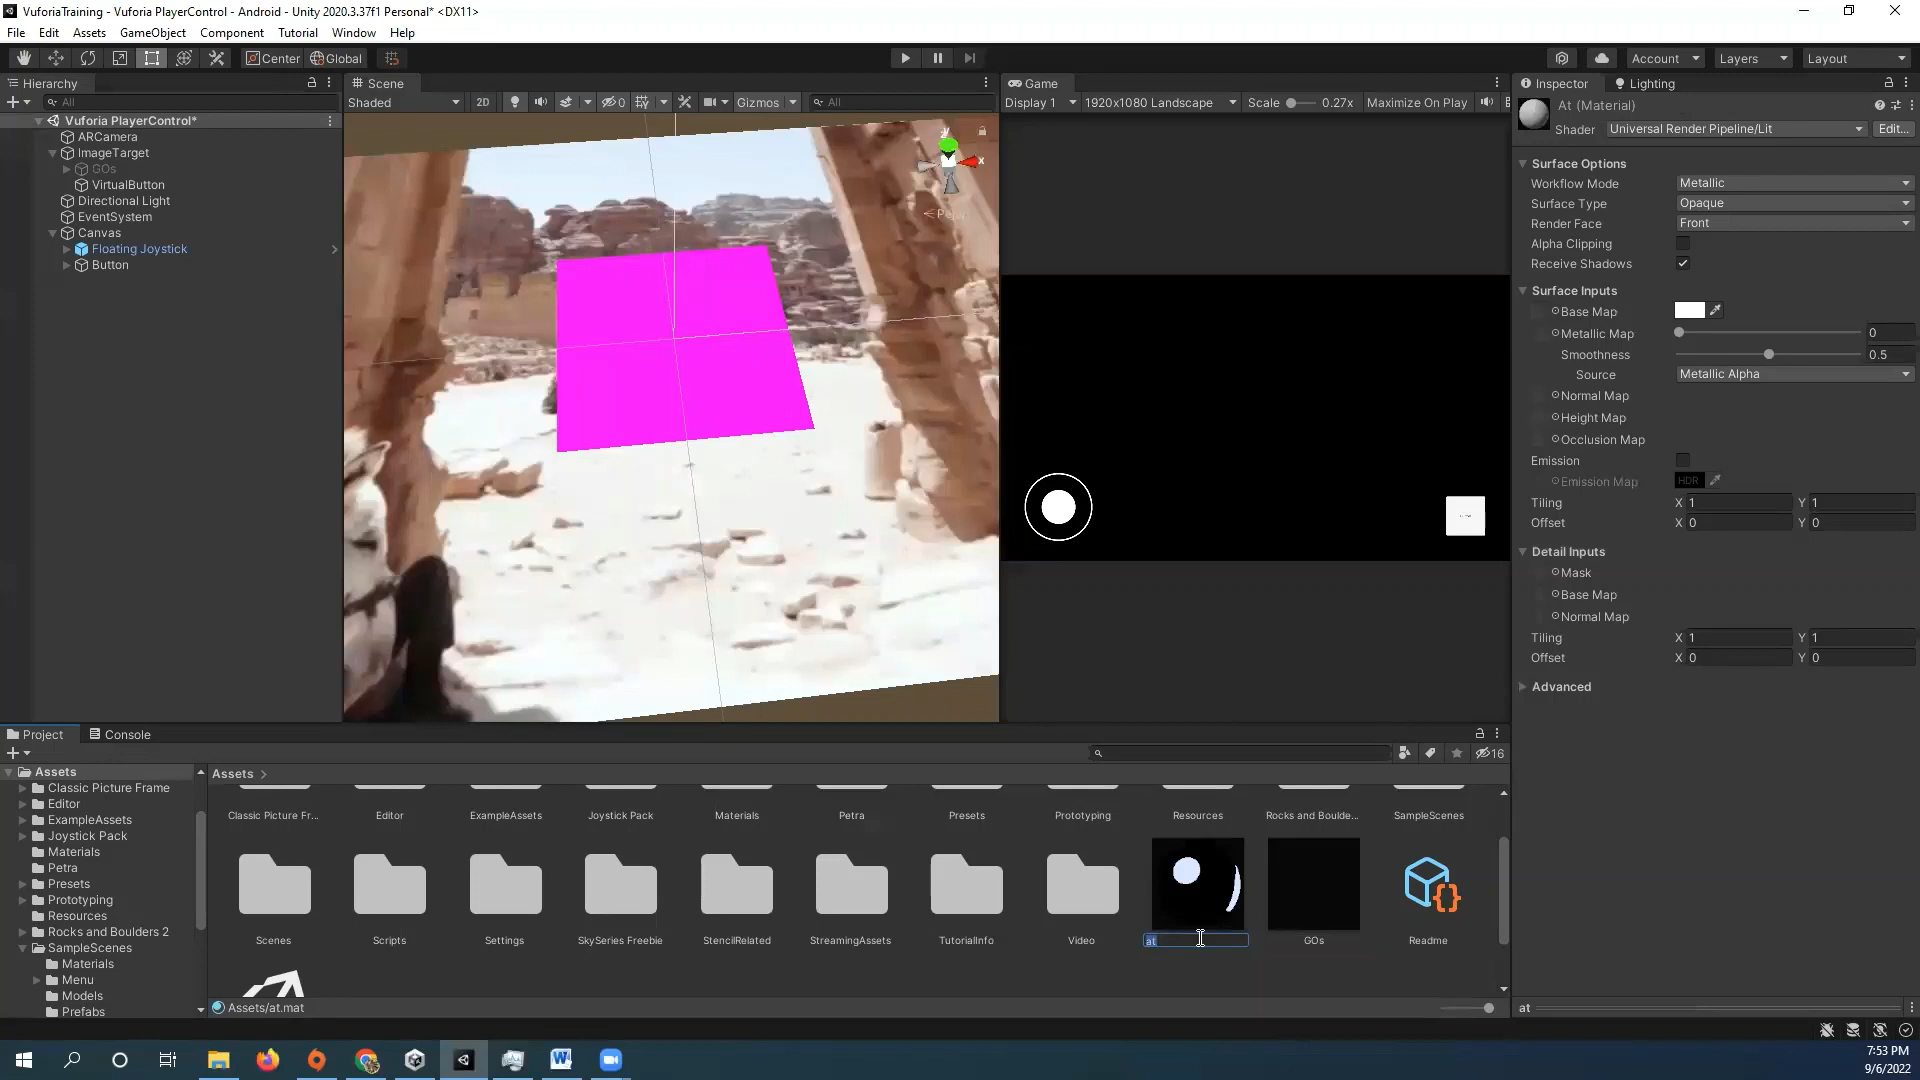 VuforiaTraining - Vuforia PlayerControl - Android - Unity 2020.3.37f1 Personal* <DX11>
File Edit Assets GameObject Component Tutorial Window Help
Center Global Account Layers Layout
Hierarchy
All
Vuforia PlayerControl*
ARCamera
ImageTarget
GOs
VirtualButton
Directional Light
EventSystem
Canvas
Floating Joystick
Button
Scene
Shaded 2D 0 Gizmos All
y
x
Game
Display 1 1920x1080 Landscape Scale 0.27x Maximize On Play
Inspector Lighting
At (Material)
Shader Universal Render Pipeline/Lit Edit...
Surface Options
Workflow Mode Metallic
Surface Type Opaque
Render Face Front
Alpha Clipping
Receive Shadows
Surface Inputs
Base Map
Metallic Map 0
Smoothness 0.5
Source Metallic Alpha
Normal Map
Height Map
Occlusion Map
Emission
Emission Map HDR
Tiling X 1 Y 1
Offset X 0 Y 0
Detail Inputs
Mask
Base Map
Normal Map
Tiling X 1 Y 1
Offset X 0 Y 0
Advanced
Project Console
16
Assets
Classic Picture Frame
Editor
ExampleAssets
Joystick Pack
Materials
Petra
Presets
Prototyping
Resources
Rocks and Boulders 2
SampleScenes
Materials
Menu
Models
Prefabs
Assets >
Classic Picture Fr... Editor ExampleAssets Joystick Pack Materials Petra Presets Prototyping Resources Rocks and Boulde... SampleScenes
Scenes Scripts Settings SkySeries Freebie StencilRelated StreamingAssets TutorialInfo Video at GOs Readme
Assets/at.mat
at
7:53 PM
9/6/2022